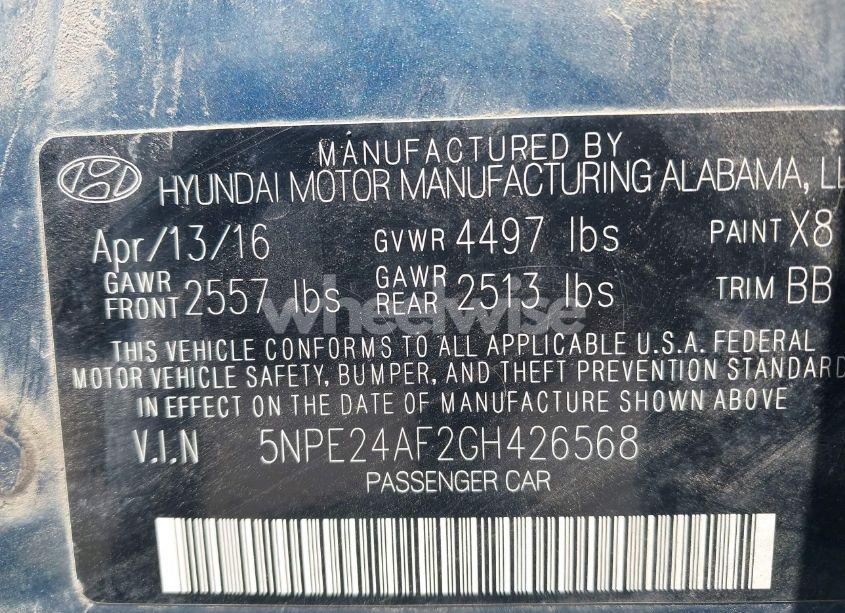 MANUFACTURED BY
HYUNDAI MOTOR MANUFACTURING ALABAMA, LL
Apr/13/16 GVWR 4497 lbs PAINT X8
GAWR FRONT 2557 lbs GAWR REAR 2513 lbs TRIM BB
wheelwise
THIS VEHICLE CONFORMS TO ALL APPLICABLE U.S.A. FEDERAL
MOTOR VEHICLE SAFETY, BUMPER, AND THEFT PREVENTION STANDARD
IN EFFECT ON THE DATE OF MANUFACTURE SHOWN ABOVE
V.I.N 5NPE24AF2GH426568
PASSENGER CAR